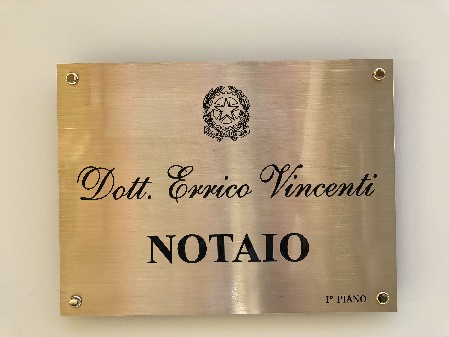 Dott. Errico Vincenti
NOTAIO
1° PIANO